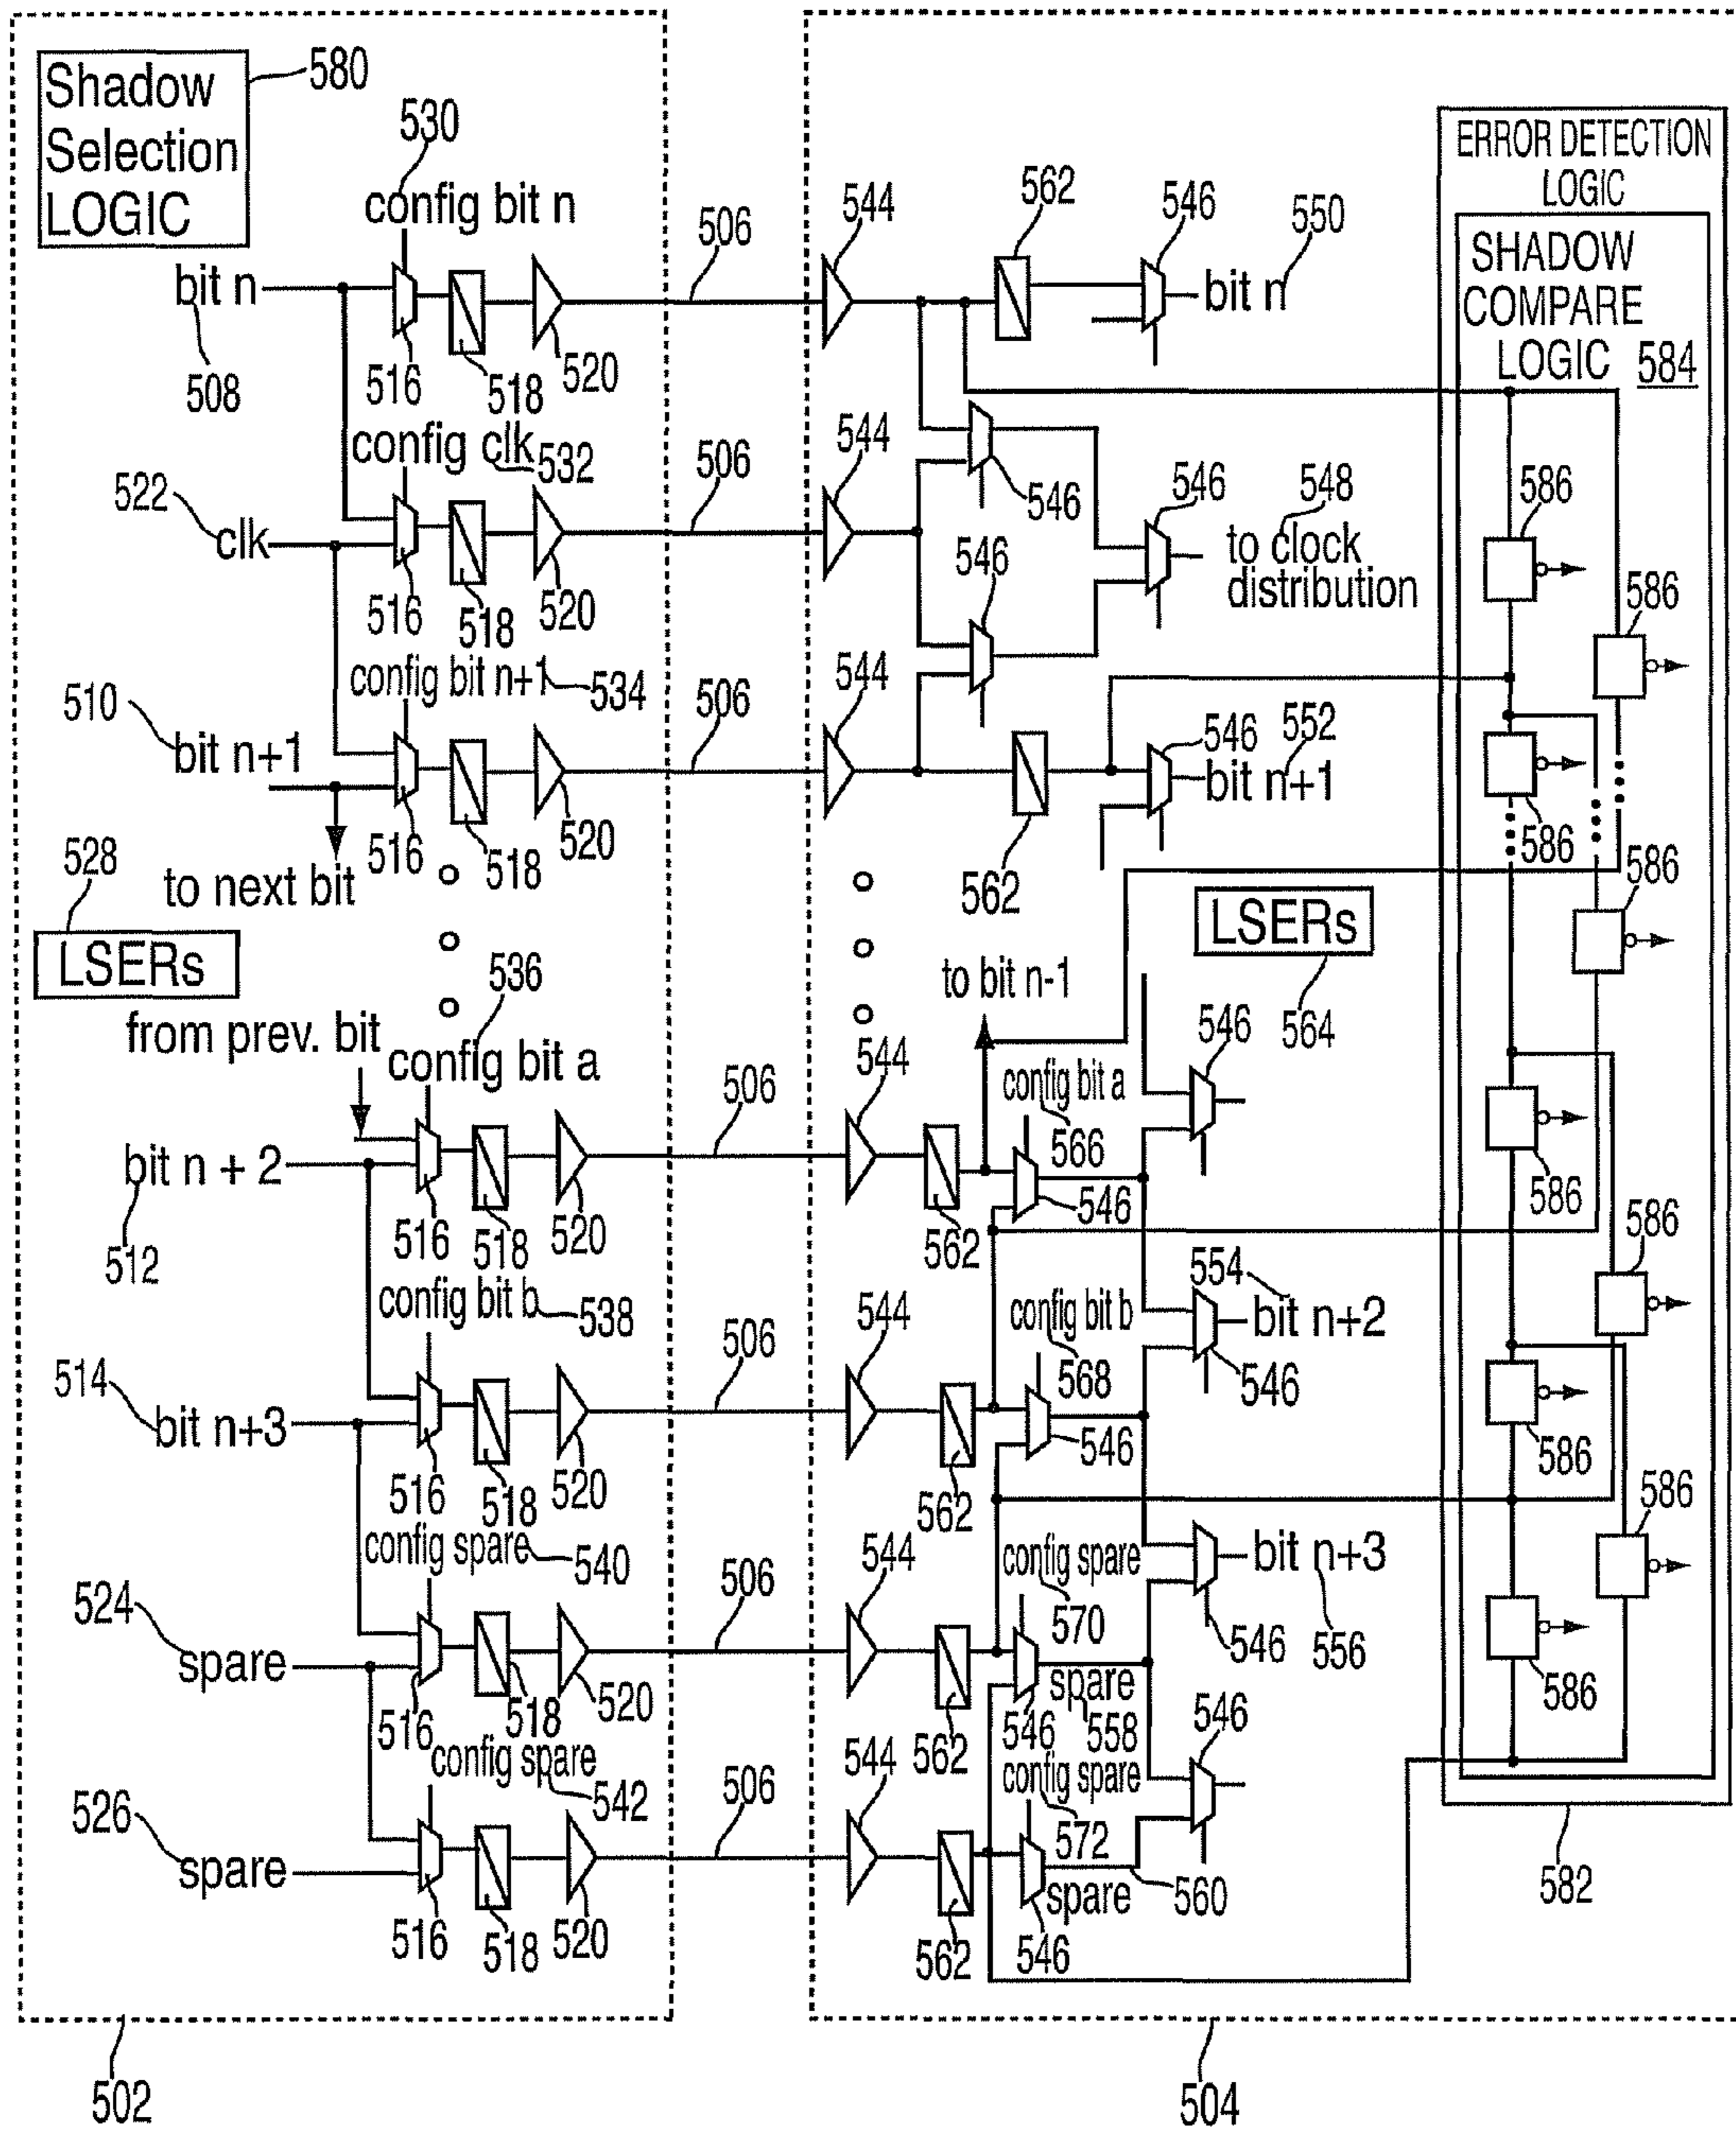 Shadow
Selection
LOGIC
580
530
config bit n
bit n
508
516
518
520
506
544
562
546
550
bit n
ERROR DETECTION
LOGIC
SHADOW
COMPARE
LOGIC 584
config clk
532
522
clk
516
518
520
506
544
546
546
546
548
to clock
distribution
586
586
config bit n+1
534
510
bit n+1
516
518
520
506
544
562
546
552
bit n+1
586
to next bit
528
LSERs
LSERs
564
586
from prev. bit
536
config bit a
bit n + 2
512
516
518
520
506
544
562
to bit n-1
config bit a
566
546
546
586
586
config bit b
538
514
bit n+3
516
518
520
506
544
562
config bit b
568
546
554
bit n+2
546
586
config spare
540
524
spare
516
518
520
506
544
562
config spare
570
546
spare
558
bit n+3
546
556
586
586
config spare
542
526
spare
516
518
520
506
544
562
config spare
572
546
spare
560
546
582
502
504